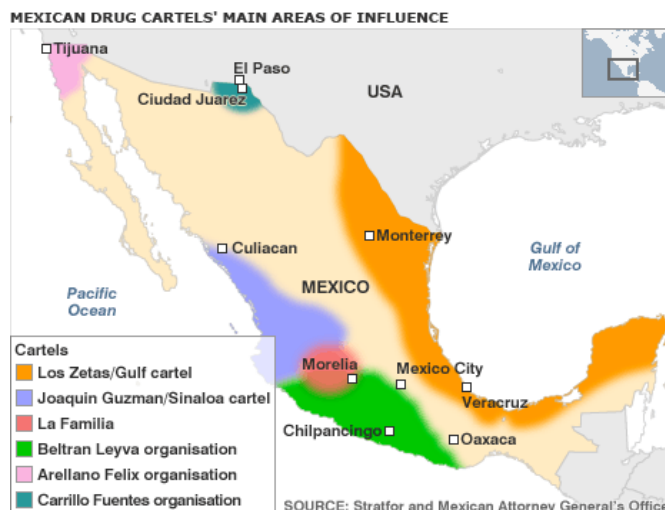 MEXICAN DRUG CARTELS' MAIN AREAS OF INFLUENCE
Tijuana
El Paso
Ciudad Juarez
USA
Monterrey
Culiacan
Gulf of
Mexico
MEXICO
Pacific
Ocean
Cartels
Los Zetas/Gulf cartel
Joaquin Guzman/Sinaloa cartel
La Familia
Beltran Leyva organisation
Arellano Felix organisation
Carrillo Fuentes organisation
Morelia
Mexico City
Veracruz
Chilpancingo
Oaxaca
SOURCE: Stratfor and Mexican Attorney General's Office